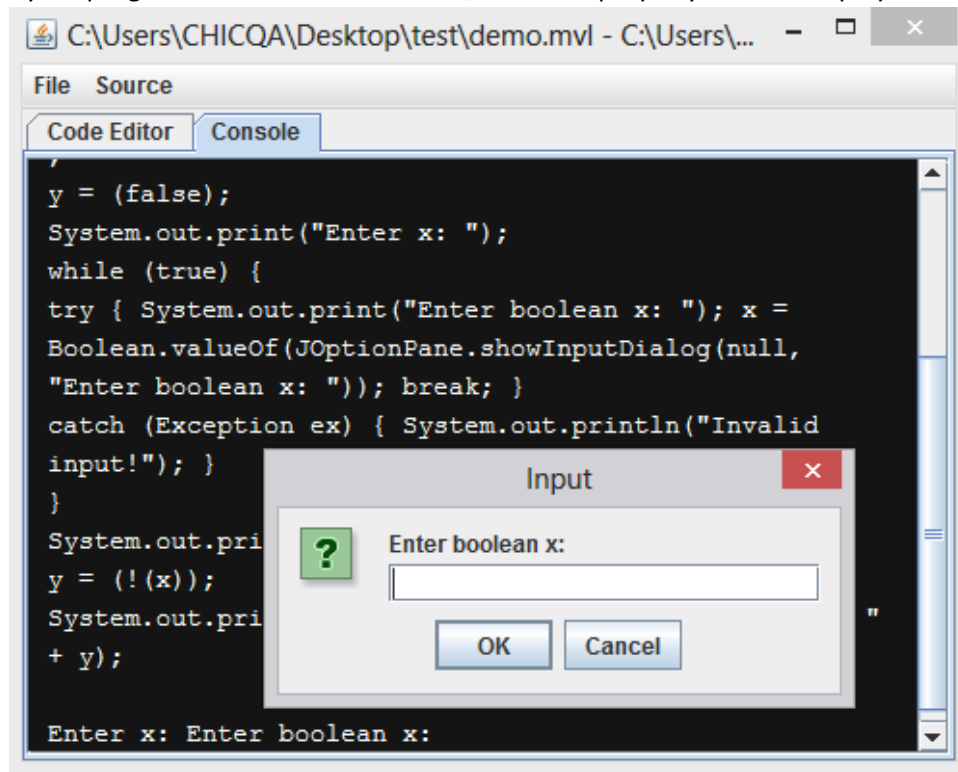 C:\Users\CHICQA\Desktop\test\demo.mvl - C:\Users\...
File Source
Code Editor Console
y = (false);
System.out.print("Enter x: ");
while (true) {
try { System.out.print("Enter boolean x: "); x =
Boolean.valueOf(JOptionPane.showInputDialog(null,
"Enter boolean x: ")); break; }
catch (Exception ex) { System.out.println("Invalid
input!"); }
}
System.out.pri
y = (!(x));
System.out.pri "
+ y);
Input
Enter boolean x:
OK Cancel
Enter x: Enter boolean x: